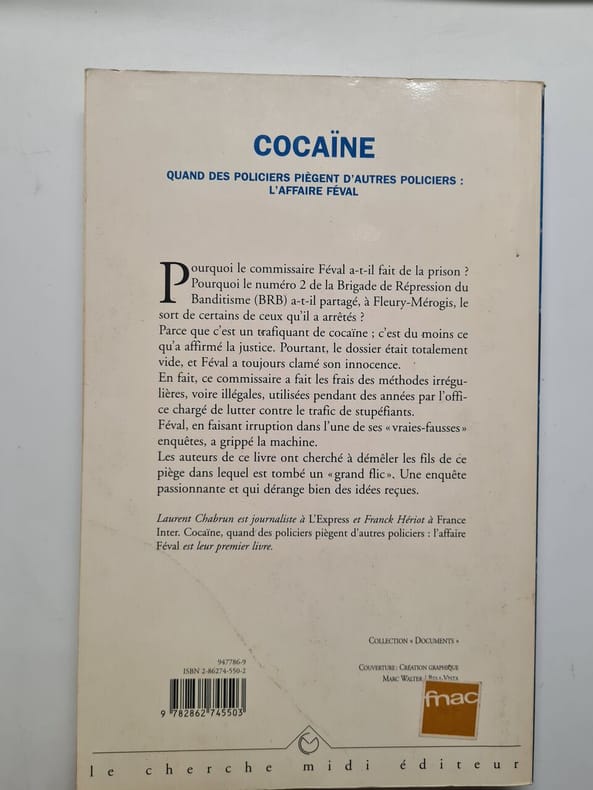 COCAÏNE
QUAND DES POLICIERS PIÈGENT D'AUTRES POLICIERS :
L'AFFAIRE FÉVAL
Pourquoi le commissaire Féval a-t-il fait de la prison ?
Pourquoi le numéro 2 de la Brigade de Répression du
Banditisme (BRB) a-t-il partagé, à Fleury-Mérogis, le
sort de certains de ceux qu'il a arrêtés ?
Parce que c'est un trafiquant de cocaïne ; c'est du moins ce
qu'a affirmé la justice. Pourtant, le dossier était totalement
vide, et Féval a toujours clamé son innocence.
En fait, ce commissaire a fait les frais des méthodes irrégu-
lières, voire illégales, utilisées pendant des années par l'offi-
ce chargé de lutter contre le trafic de stupéfiants.
Féval, en faisant irruption dans l'une de ses «vraies-fausses»
enquêtes, a grippé la machine.
Les auteurs de ce livre ont cherché à démêler les fils de ce
piège dans lequel est tombé un «grand flic». Une enquête
passionnante et qui dérange bien des idées reçues.
Laurent Chabrun est journaliste à L'Express et Franck Hériot à France
Inter. Cocaïne, quand des policiers piègent d'autres policiers : l'affaire
Féval est leur premier livre.
COLLECTION « DOCUMENTS »
947786-9
ISBN 2-86274-550-2
COUVERTURE : CRÉATION GRAPHIQUE
MARC WALTER / BELA VISTA
fnac
9 782862 745503
le cherche midi éditeur